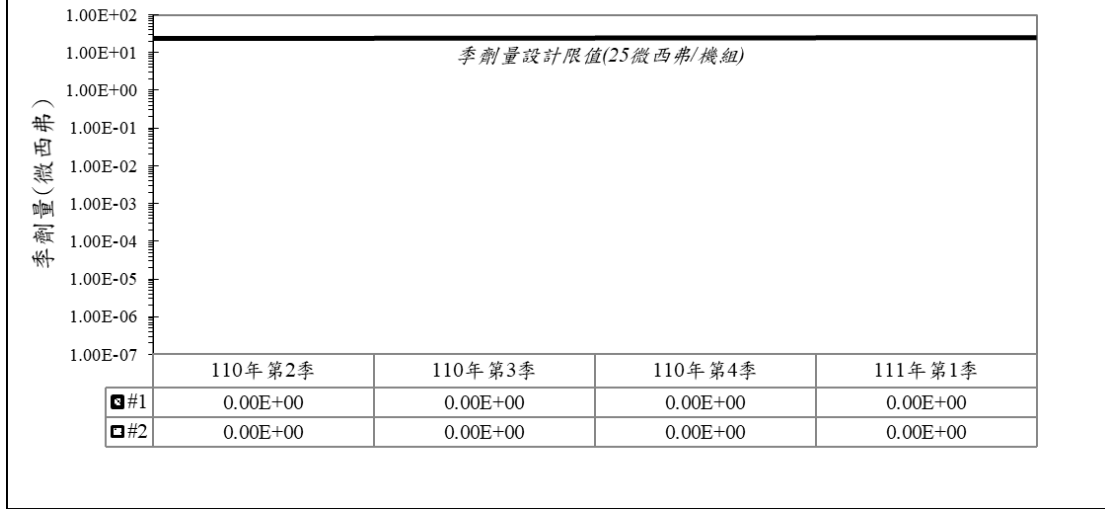 1.00E+02
1.00E+01
1.00E+00
1.00E-01
1.00E-02
1.00E-03
1.00E-04
1.00E-05
1.00E-06
1.00E-07
季劑量(微西弗)
季劑量設計限值(25微西弗/機組)
110年第2季 110年第3季 110年第4季 111年第1季
#1 0.00E+00 0.00E+00 0.00E+00 0.00E+00
#2 0.00E+00 0.00E+00 0.00E+00 0.00E+00